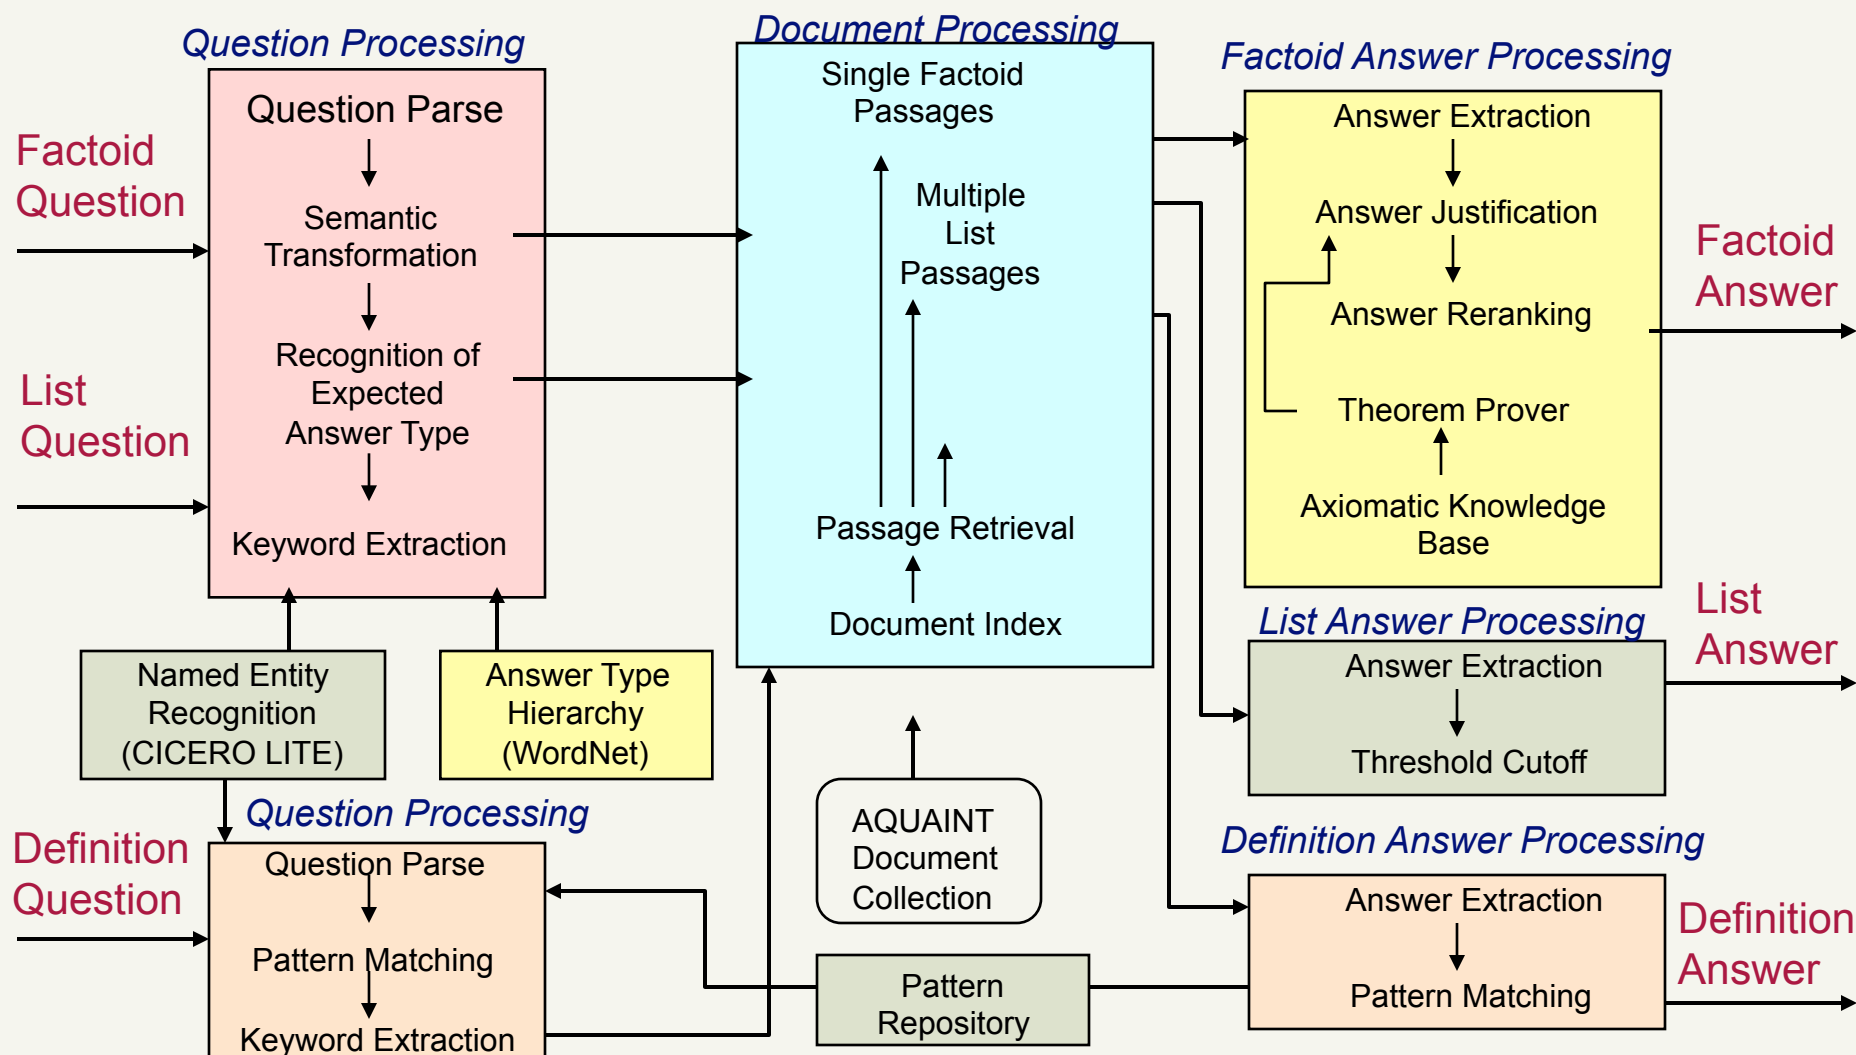 Question Processing
Document Processing
Factoid Answer Processing
Factoid
Question
List
Question
Question Parse
Semantic
Transformation
Recognition of
Expected
Answer Type
Keyword Extraction
Single Factoid
Passages
Multiple
List
Passages
Passage Retrieval
Document Index
Answer Extraction
Answer Justification
Answer Reranking
Theorem Prover
Axiomatic Knowledge
Base
Factoid
Answer
Named Entity
Recognition
(CICERO LITE)
Answer Type
Hierarchy
(WordNet)
List Answer Processing
Answer Extraction
Threshold Cutoff
List
Answer
Question Processing
Definition
Question
Question Parse
Pattern Matching
Keyword Extraction
AQUAINT
Document
Collection
Pattern
Repository
Definition Answer Processing
Answer Extraction
Pattern Matching
Definition
Answer